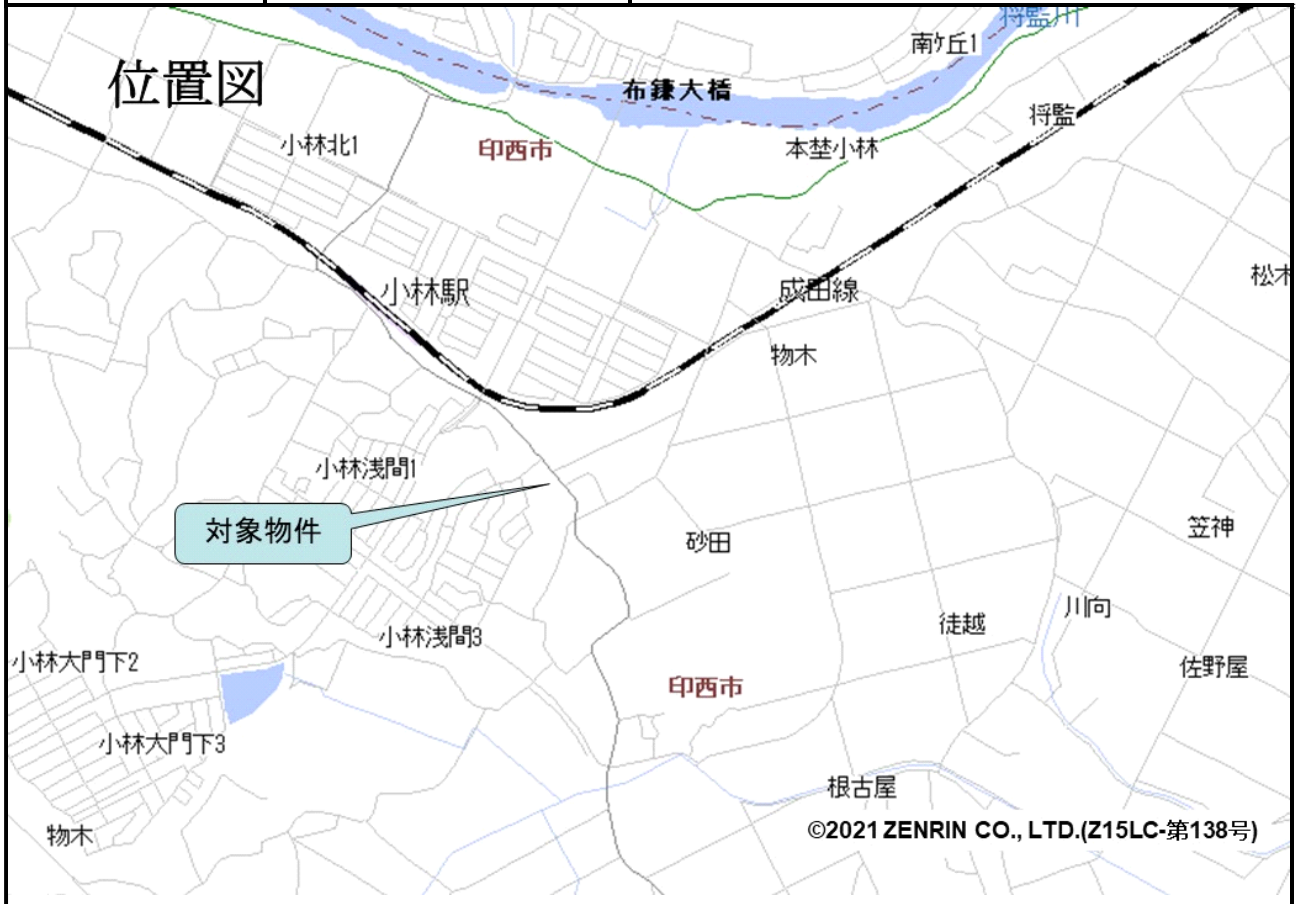 将監川
南ケ丘1
位置図
布鎌大橋
将監
小林北1
印西市
本埜小林
松木
小林駅
成田線
物木
小林浅間1
対象物件
砂田
笠神
川向
徒越
小林浅間3
小林大門下2
佐野屋
印西市
小林大門下3
根古屋
物木
©2021 ZENRIN CO., LTD.(Z15LC-第138号)